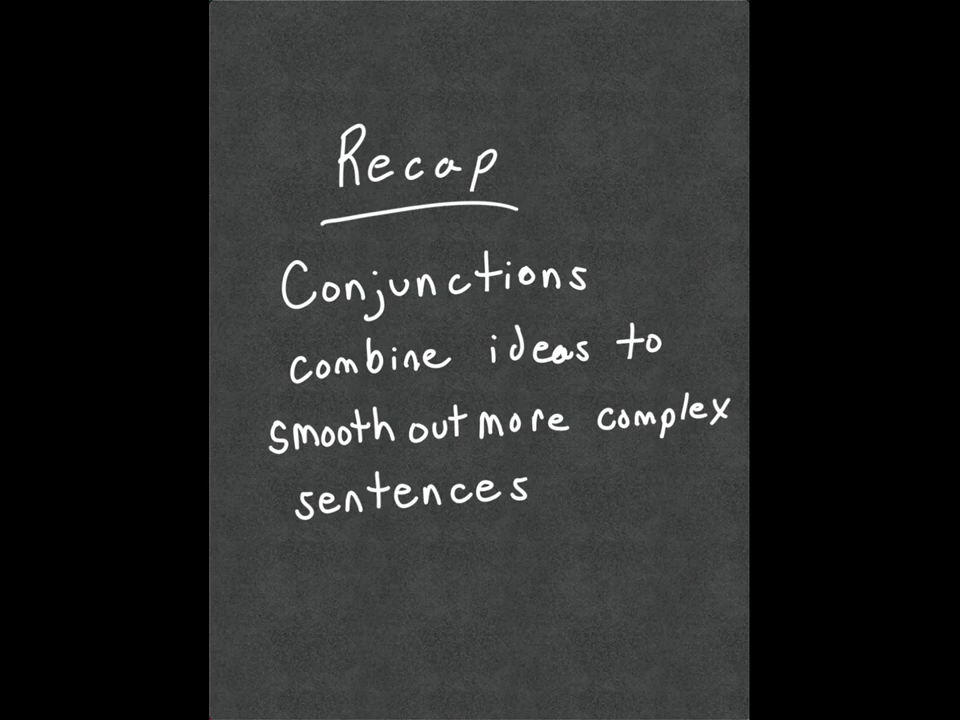 Recap
Conjunctions
combine ideas to
smooth out more complex
sentences